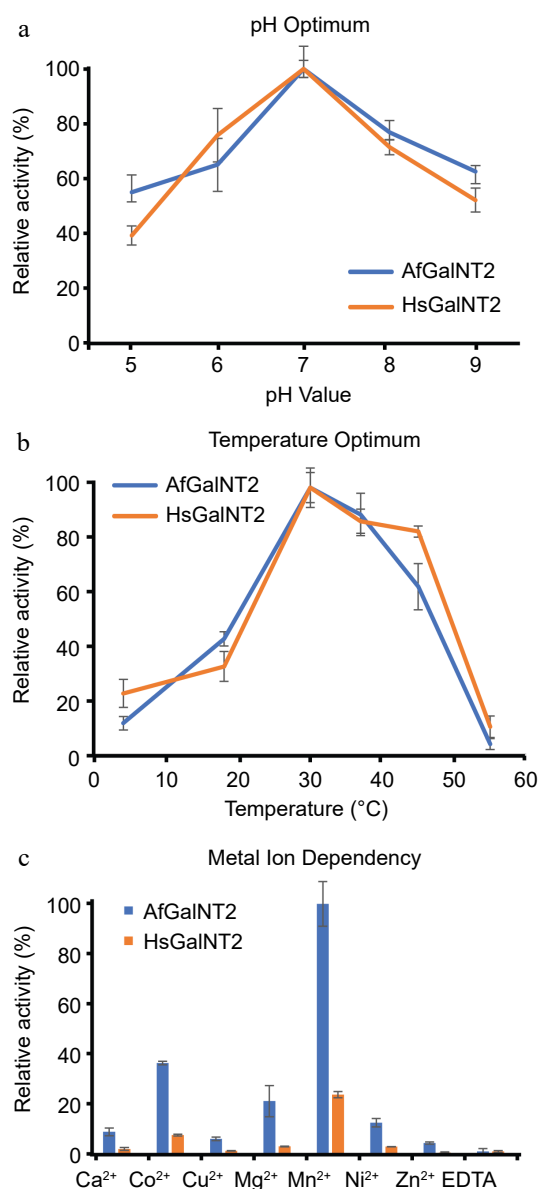 a
pH Optimum
Relative activity (%)
100
80
60
40
20
0
AfGalNT2
HsGalNT2
5 6 7 8 9
pH Value
b
Temperature Optimum
Relative activity (%)
100
80
60
40
20
0
AfGalNT2
HsGalNT2
0 10 20 30 40 50 60
Temperature (°C)
c
Metal Ion Dependency
Relative activity (%)
100
80
60
40
20
0
AfGalNT2
HsGalNT2
Ca²⁺ Co²⁺ Cu²⁺ Mg²⁺ Mn²⁺ Ni²⁺ Zn²⁺ EDTA